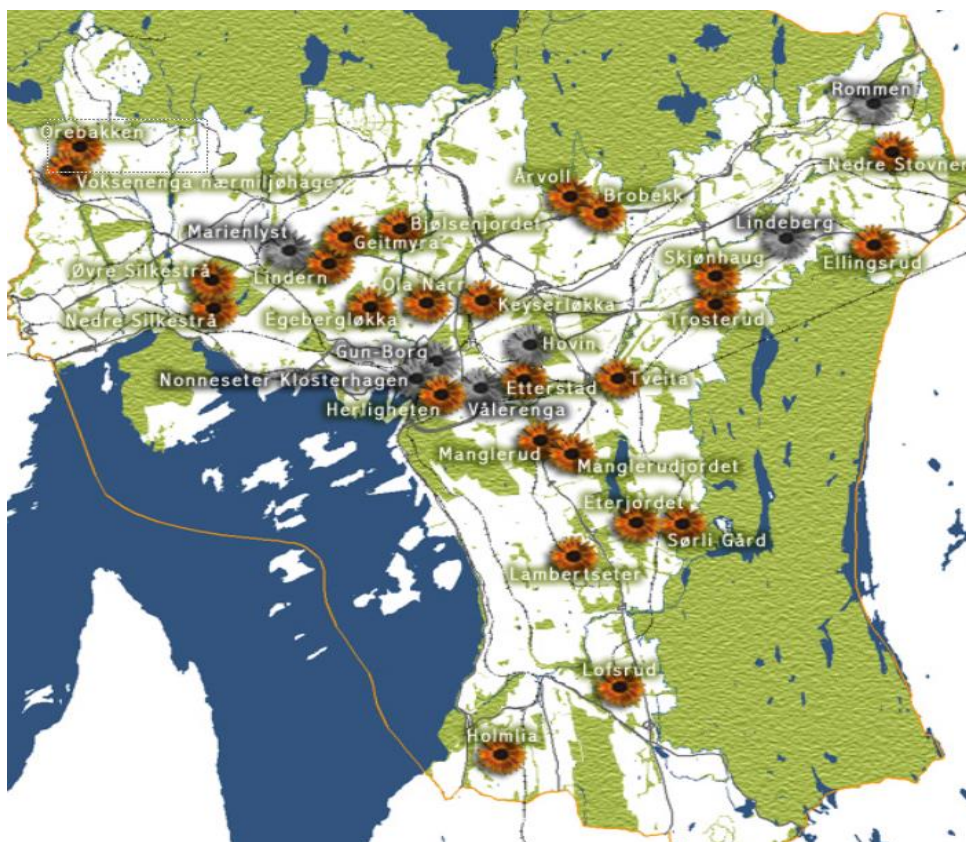 Rommen
Orebakken
Nedre Stovner
Voksenenga nærmiljøhage
Årvoll
Brobekk
Bjølsenjordet
Marienlyst
Geitmyra
Lindeberg
Skjønhaug
Ellingsrud
Øvre Silkestrå
Lindern
Ola Narr
Nedre Silkestrå
Egebergløkka
Keyserløkka
Trosterud
Gun-Borg
Hovin
Nonneseter Klosterhagen
Etterstad
Tveita
Herligheten
Vålerenga
Manglerud
Manglerudjordet
Eterjordet
Sørli Gård
Lambertseter
Lofsrud
Holmlia